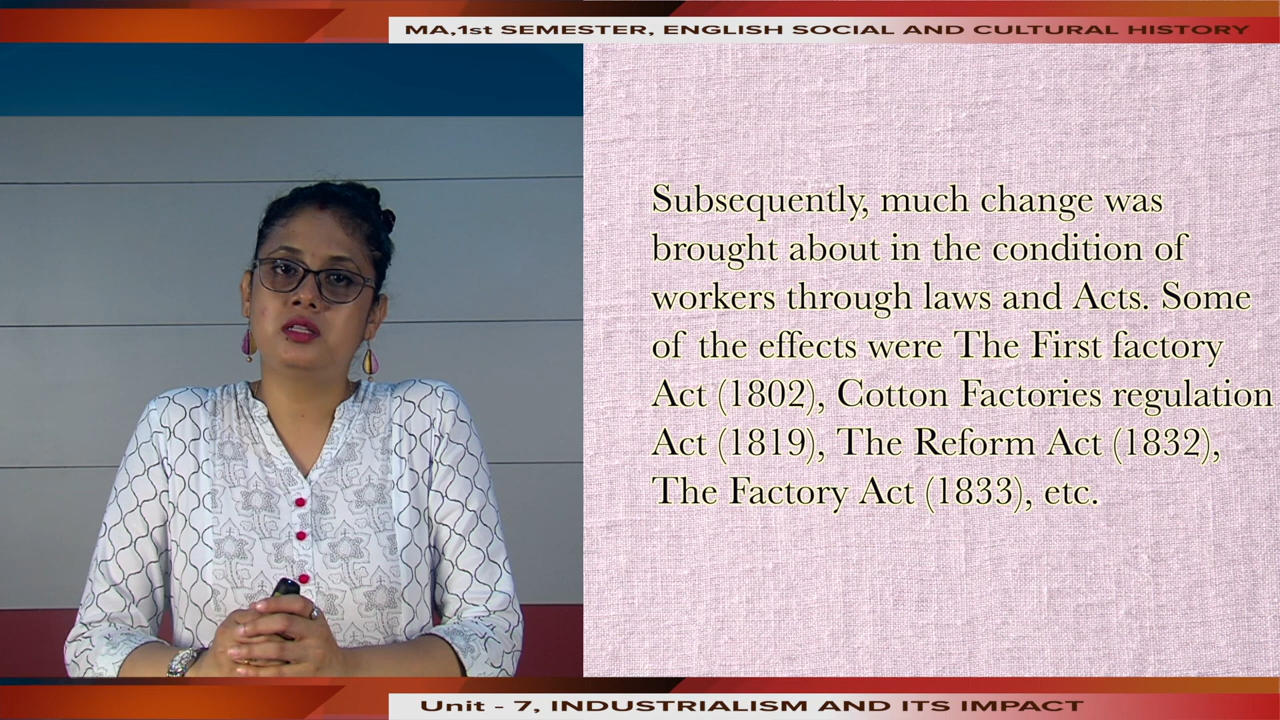 MA,1st SEMESTER, ENGLISH SOCIAL AND CULTURAL HISTORY
Subsequently, much change was
brought about in the condition of
workers through laws and Acts. Some
of the effects were The First factory
Act (1802), Cotton Factories regulation
Act (1819), The Reform Act (1832),
The Factory Act (1833), etc.
Unit - 7, INDUSTRIALISM AND ITS IMPACT